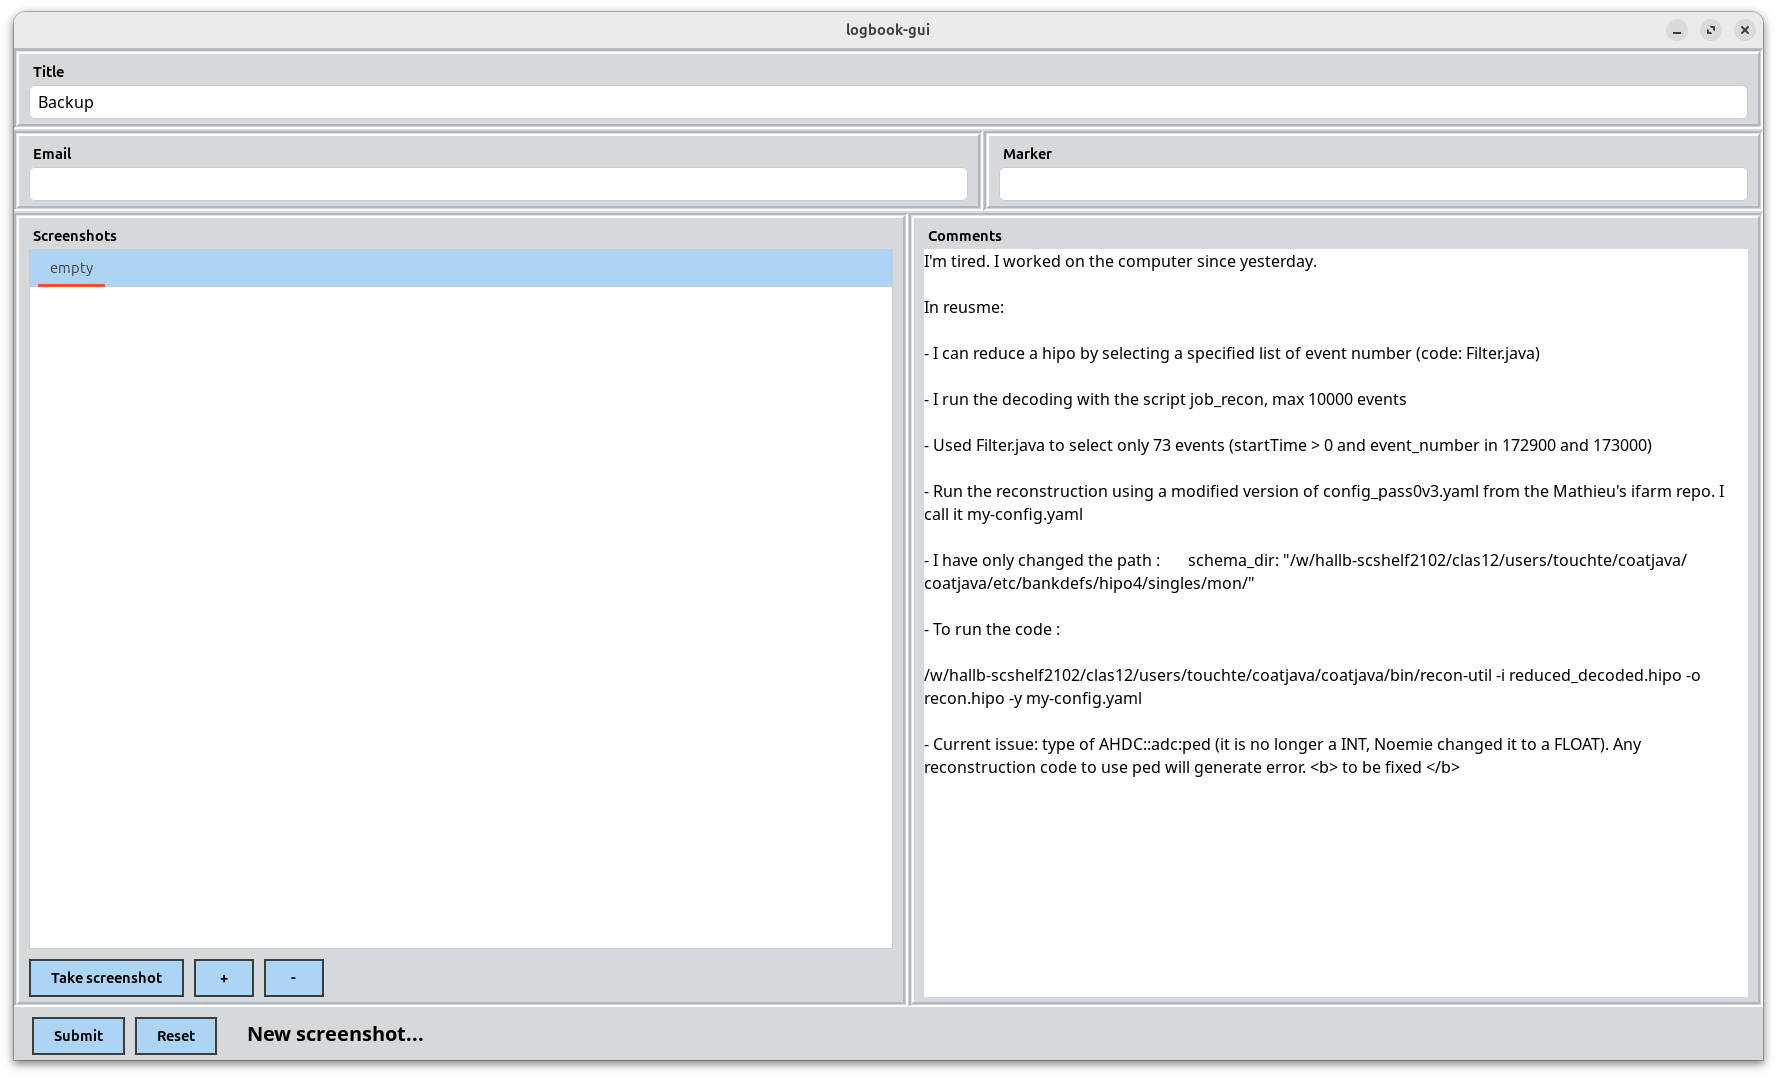 logbook-gui
Title
Backup
Email
Marker
Screenshots
empty
Take screenshot
+
-
Comments
I'm tired. I worked on the computer since yesterday.
In reusme:
- I can reduce a hipo by selecting a specified list of event number (code: Filter.java)
- I run the decoding with the script job_recon, max 10000 events
- Used Filter.java to select only 73 events (startTime > 0 and event_number in 172900 and 173000)
- Run the reconstruction using a modified version of config_pass0v3.yaml from the Mathieu's ifarm repo. I
call it my-config.yaml
- I have only changed the path :      schema_dir: "/w/hallb-scshelf2102/clas12/users/touchte/coatjava/
coatjava/etc/bankdefs/hipo4/singles/mon/"
- To run the code :
/w/hallb-scshelf2102/clas12/users/touchte/coatjava/coatjava/bin/recon-util -i reduced_decoded.hipo -o
recon.hipo -y my-config.yaml
- Current issue: type of AHDC::adc:ped (it is no longer a INT, Noemie changed it to a FLOAT). Any
reconstruction code to use ped will generate error. <b> to be fixed </b>
Submit
Reset
New screenshot...